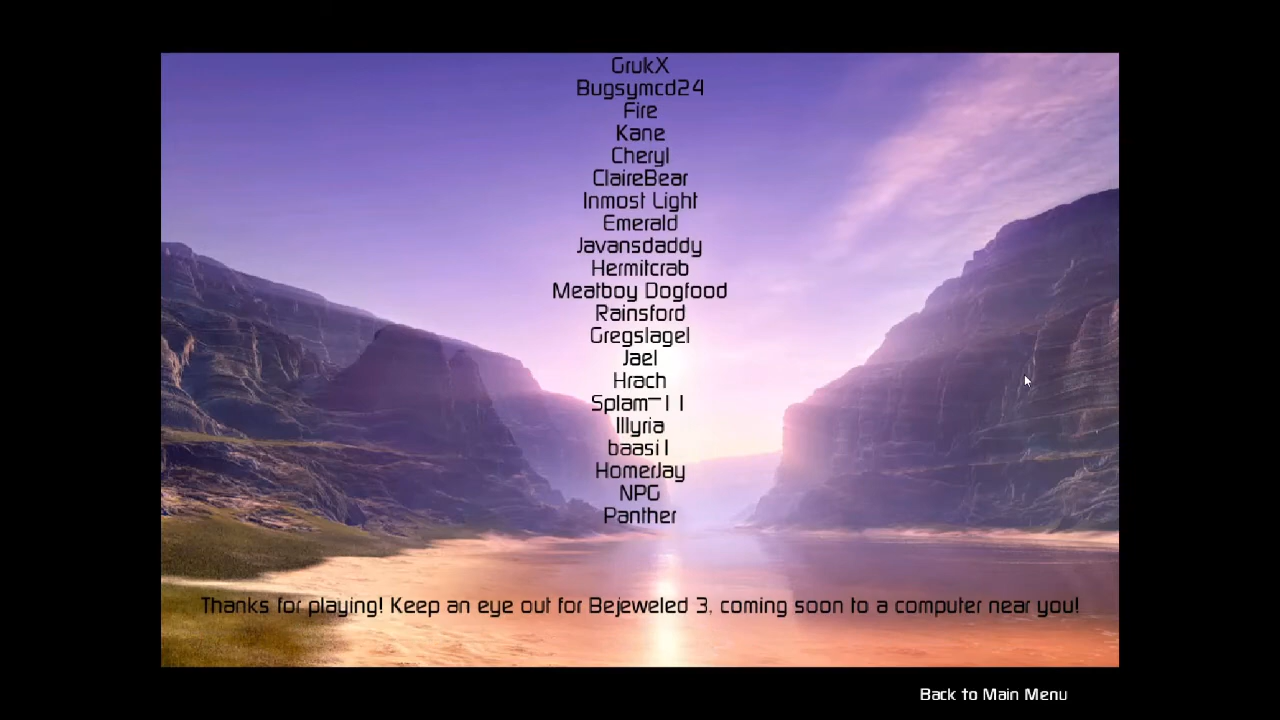 GrukX
Bugsymcd24
Fire
Kane
Cheryl
ClaireBear
Inmost Light
Emerald
Javansdaddy
Hermitcrab
Meatboy Dogfood
Rainsford
Gregslagel
Jael
Hrach
Splam~11
Illyria
baasi1
HomerJay
NPG
Panther
Thanks for playing! Keep an eye out for Bejeweled 3, coming soon to a computer near you!
Back to Main Menu